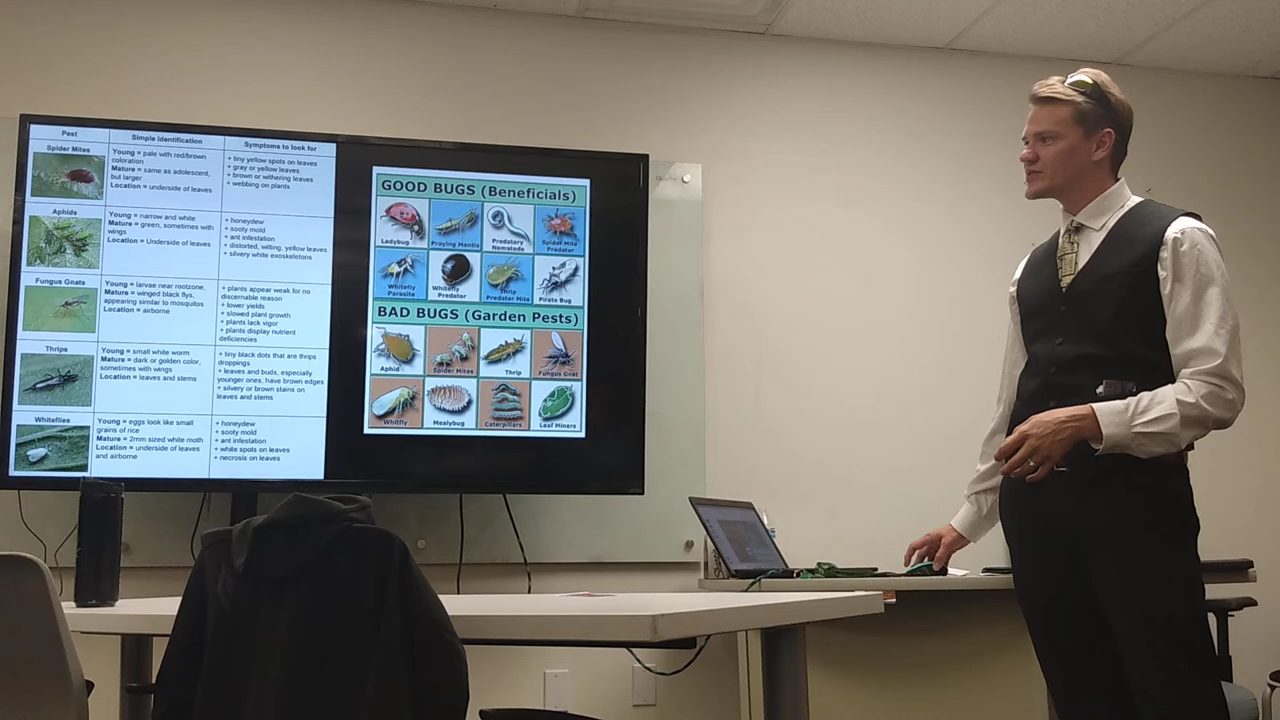 Pest
Simple identification
Symptoms to look for
Spider Mites
Young = pale with red/brown
coloration
Mature = same as adolescent,
but larger
Location = underside of leaves
+ tiny yellow spots on leaves
+ gray or yellow leaves
+ brown or withering leaves
+ webbing on plants
Aphids
Young = narrow and white
Mature = green, sometimes with
wings
Location = Underside of leaves
+ honeydew
+ sooty mold
+ ant infestation
+ distorted, wilting, yellow leaves
+ silvery white exoskeletons
Fungus Gnats
Young = larvae near rootzone,
Mature = winged black flys,
appearing similar to mosquitos
Location = airborne
+ plants appear weak for no
discernable reason
+ lower yields
+ slowed plant growth
+ plants lack vigor
+ plants display nutrient
deficiencies
Thrips
Young = small white worm
Mature = dark or golden color,
sometimes with wings
Location = leaves and stems
+ tiny black dots that are thrips
droppings
+ leaves and buds, especially
younger ones, have brown edges
+ silvery or brown stains on
leaves and stems
Whiteflies
Young = eggs look like small
grains of rice
Mature = 2mm sized white moth
Location = underside of leaves
and airborne
+ honeydew
+ sooty mold
+ ant infestation
+ white spots on leaves
+ necrosis on leaves
GOOD BUGS (Beneficials)
Ladybug
Praying Mantis
Predatory
Nematode
Spider Mite
Predator
Whitefly
Parasite
Whitefly
Predator
Thrip
Predator Mite
Pirate Bug
BAD BUGS (Garden Pests)
Aphid
Spider Mites
Thrip
Fungus Gnat
Whitfly
Mealybug
Caterpillars
Leaf Miners